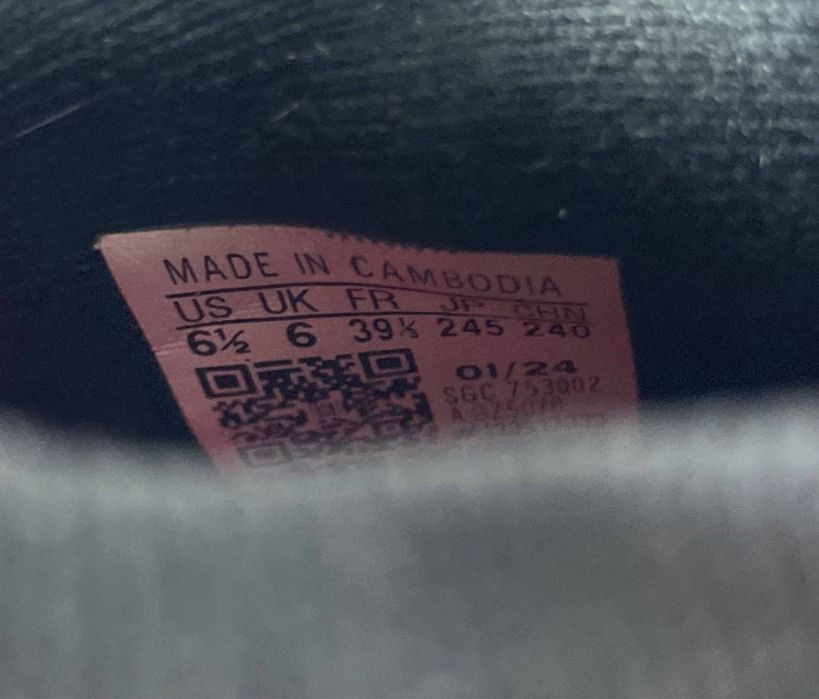 MADE IN CAMBODIA
US UK FR JP CHN
6½ 6 39⅓ 245 240
01/24
SGC 753002